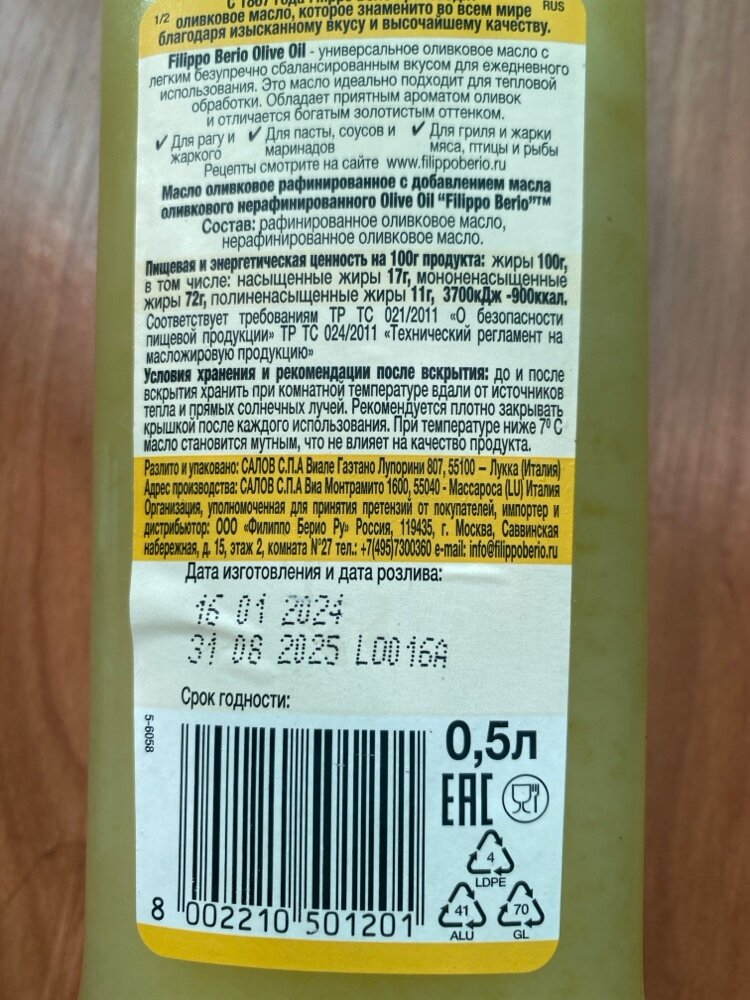 С 1867 года Filippo Berio
1/2 оливковое масло, которое знаменито во всем мире RUS
благодаря изысканному вкусу и высочайшему качеству.
Filippo Berio Olive Oil - универсальное оливковое масло с
легким безупречно сбалансированным вкусом для ежедневного
использования. Это масло идеально подходит для тепловой
обработки. Обладает приятным ароматом оливок
и отличается богатым золотистым оттенком.
✔ Для рагу и жаркого
✔ Для пасты, соусов и маринадов
✔ Для гриля и жарки мяса, птицы и рыбы
Рецепты смотрите на сайте www.filippoberio.ru
Масло оливковое рафинированное с добавлением масла
оливкового нерафинированного Olive Oil "Filippo Berio"™
Состав: рафинированное оливковое масло,
нерафинированное оливковое масло.
Пищевая и энергетическая ценность на 100г продукта: жиры 100г,
в том числе: насыщенные жиры 17г, мононенасыщенные
жиры 72г, полиненасыщенные жиры 11г, 3700кДж -900ккал.
Соответствует требованиям ТР ТС 021/2011 «О безопасности
пищевой продукции» ТР ТС 024/2011 «Технический регламент на
масложировую продукцию»
Условия хранения и рекомендации после вскрытия: до и после
вскрытия хранить при комнатной температуре вдали от источников
тепла и прямых солнечных лучей. Рекомендуется плотно закрывать
крышкой после каждого использования. При температуре ниже 7⁰ С
масло становится мутным, что не влияет на качество продукта.
Разлито и упаковано: САЛОВ С.П.А Виале Гаэтано Лупорини 807, 55100 – Лукка (Италия)
Адрес производства: САЛОВ С.П.А Виа Монтрамито 1600, 55040 - Массароса (LU) Италия
Организация, уполномоченная для принятия претензий от покупателей, импортер и
дистрибьютор: ООО «Филиппо Берио Ру» Россия, 119435, г. Москва, Саввинская
набережная, д. 15, этаж 2, комната N°27 тел.: +7(495)7300360 e-mail: info@filippoberio.ru
Дата изготовления и дата розлива:
16 01 2024
31 08 2025 L0016A
Срок годности:
5-6058
0,5л
EAC
4
LDPE
41
ALU
70
GL
8 002210 501201